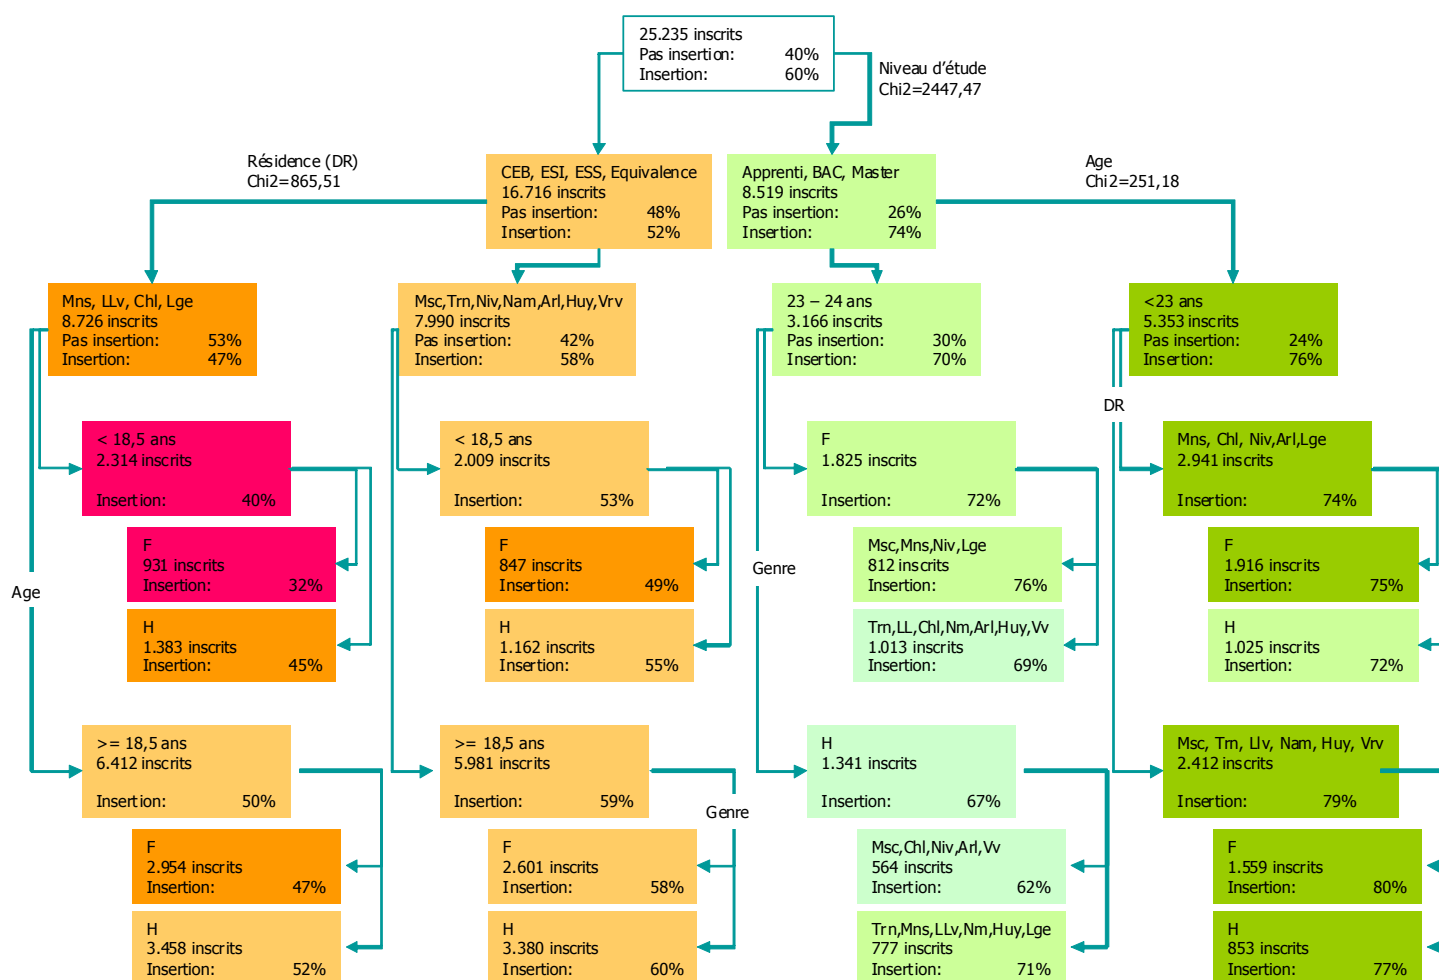 25.235 inscrits
Pas insertion: 40%
Insertion: 60%
Niveau d'étude
Chi2=2447,47
Résidence (DR)
Chi2=865,51
CEB, ESI, ESS, Equivalence
16.716 inscrits
Pas insertion: 48%
Insertion: 52%
Apprenti, BAC, Master
8.519 inscrits
Pas insertion: 26%
Insertion: 74%
Age
Chi2=251,18
Mns, LLv, Chl, Lge
8.726 inscrits
Pas insertion: 53%
Insertion: 47%
Msc,Trn,Niv,Nam,Arl,Huy,Vrv
7.990 inscrits
Pas insertion: 42%
Insertion: 58%
23 – 24 ans
3.166 inscrits
Pas insertion: 30%
Insertion: 70%
<23 ans
5.353 inscrits
Pas insertion: 24%
Insertion: 76%
DR
< 18,5 ans
2.314 inscrits
Insertion: 40%
< 18,5 ans
2.009 inscrits
Insertion: 53%
F
1.825 inscrits
Insertion: 72%
Mns, Chl, Niv,Arl,Lge
2.941 inscrits
Insertion: 74%
Age
F
931 inscrits
Insertion: 32%
F
847 inscrits
Insertion: 49%
Genre
Msc,Mns,Niv,Lge
812 inscrits
Insertion: 76%
F
1.916 inscrits
Insertion: 75%
H
1.383 inscrits
Insertion: 45%
H
1.162 inscrits
Insertion: 55%
Trn,LL,Chl,Nm,Arl,Huy,Vv
1.013 inscrits
Insertion: 69%
H
1.025 inscrits
Insertion: 72%
>= 18,5 ans
6.412 inscrits
Insertion: 50%
>= 18,5 ans
5.981 inscrits
Insertion: 59%
Genre
H
1.341 inscrits
Insertion: 67%
Msc, Trn, Llv, Nam, Huy, Vrv
2.412 inscrits
Insertion: 79%
F
2.954 inscrits
Insertion: 47%
F
2.601 inscrits
Insertion: 58%
Msc,Chl,Niv,Arl,Vv
564 inscrits
Insertion: 62%
F
1.559 inscrits
Insertion: 80%
H
3.458 inscrits
Insertion: 52%
H
3.380 inscrits
Insertion: 60%
Trn,Mns,LLv,Nm,Huy,Lge
777 inscrits
Insertion: 71%
H
853 inscrits
Insertion: 77%